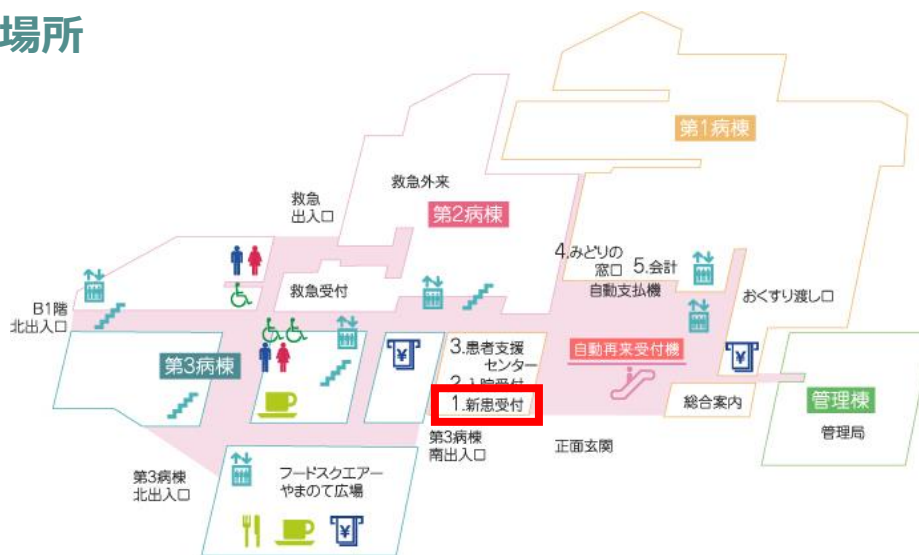 場所
第1病棟
救急外来
救急
出入口
第2病棟
4.みどりの
窓口
5.会計
自動支払機
おくすり渡し口
救急受付
B1階
北出入口
第3病棟
¥
3.患者支援
センター
2.入院受付
1.新患受付
自動再来受付機
¥
総合案内
管理棟
管理局
第3病棟
南出入口
正面玄関
第3病棟
北出入口
フードスクエアー
やまのて広場
¥